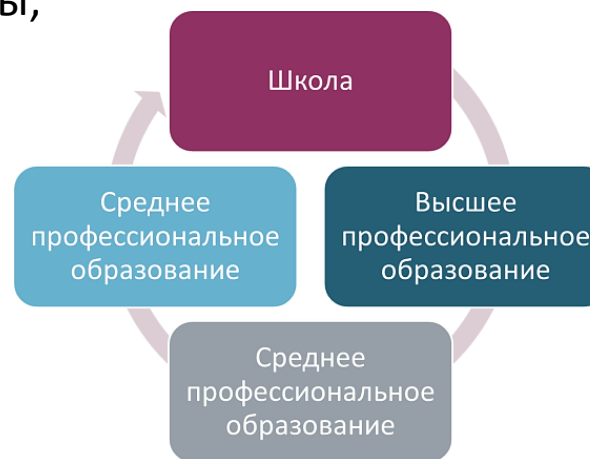 Школа
Среднее
профессиональное
образование
Высшее
профессиональное
образование
Среднее
профессиональное
образование